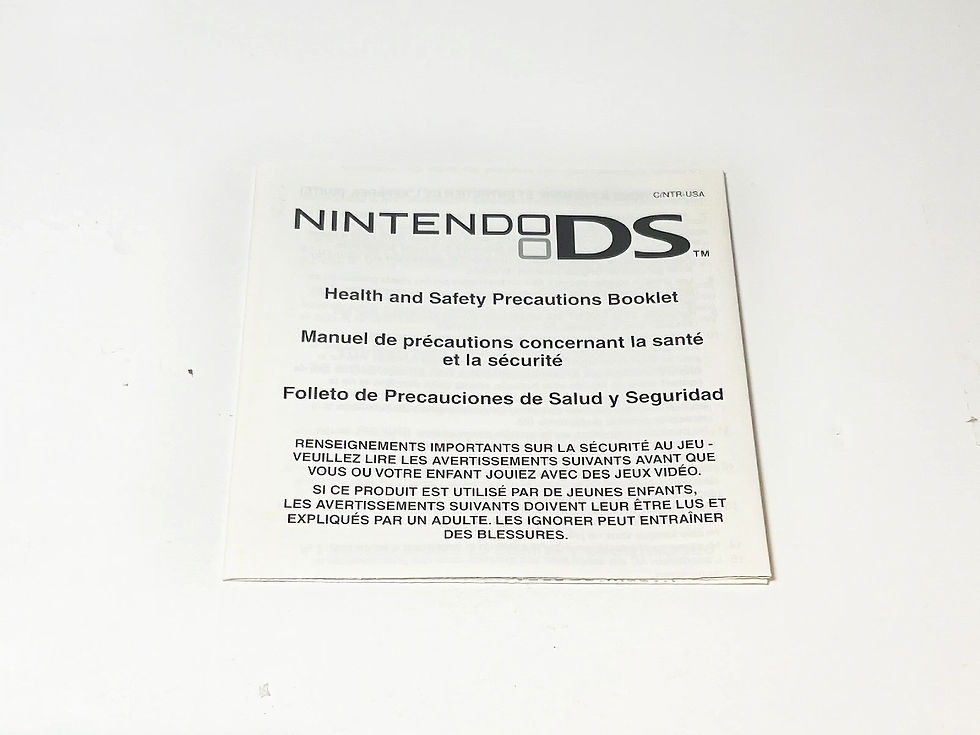 C/NTR-USA
NINTENDO DS™
Health and Safety Precautions Booklet
Manuel de précautions concernant la santé
et la sécurité
Folleto de Precauciones de Salud y Seguridad
RENSEIGNEMENTS IMPORTANTS SUR LA SÉCURITÉ AU JEU -
VEUILLEZ LIRE LES AVERTISSEMENTS SUIVANTS AVANT QUE
VOUS OU VOTRE ENFANT JOUIEZ AVEC DES JEUX VIDÉO.
SI CE PRODUIT EST UTILISÉ PAR DE JEUNES ENFANTS,
LES AVERTISSEMENTS SUIVANTS DOIVENT LEUR ÊTRE LUS ET
EXPLIQUÉS PAR UN ADULTE. LES IGNORER PEUT ENTRAÎNER
DES BLESSURES.